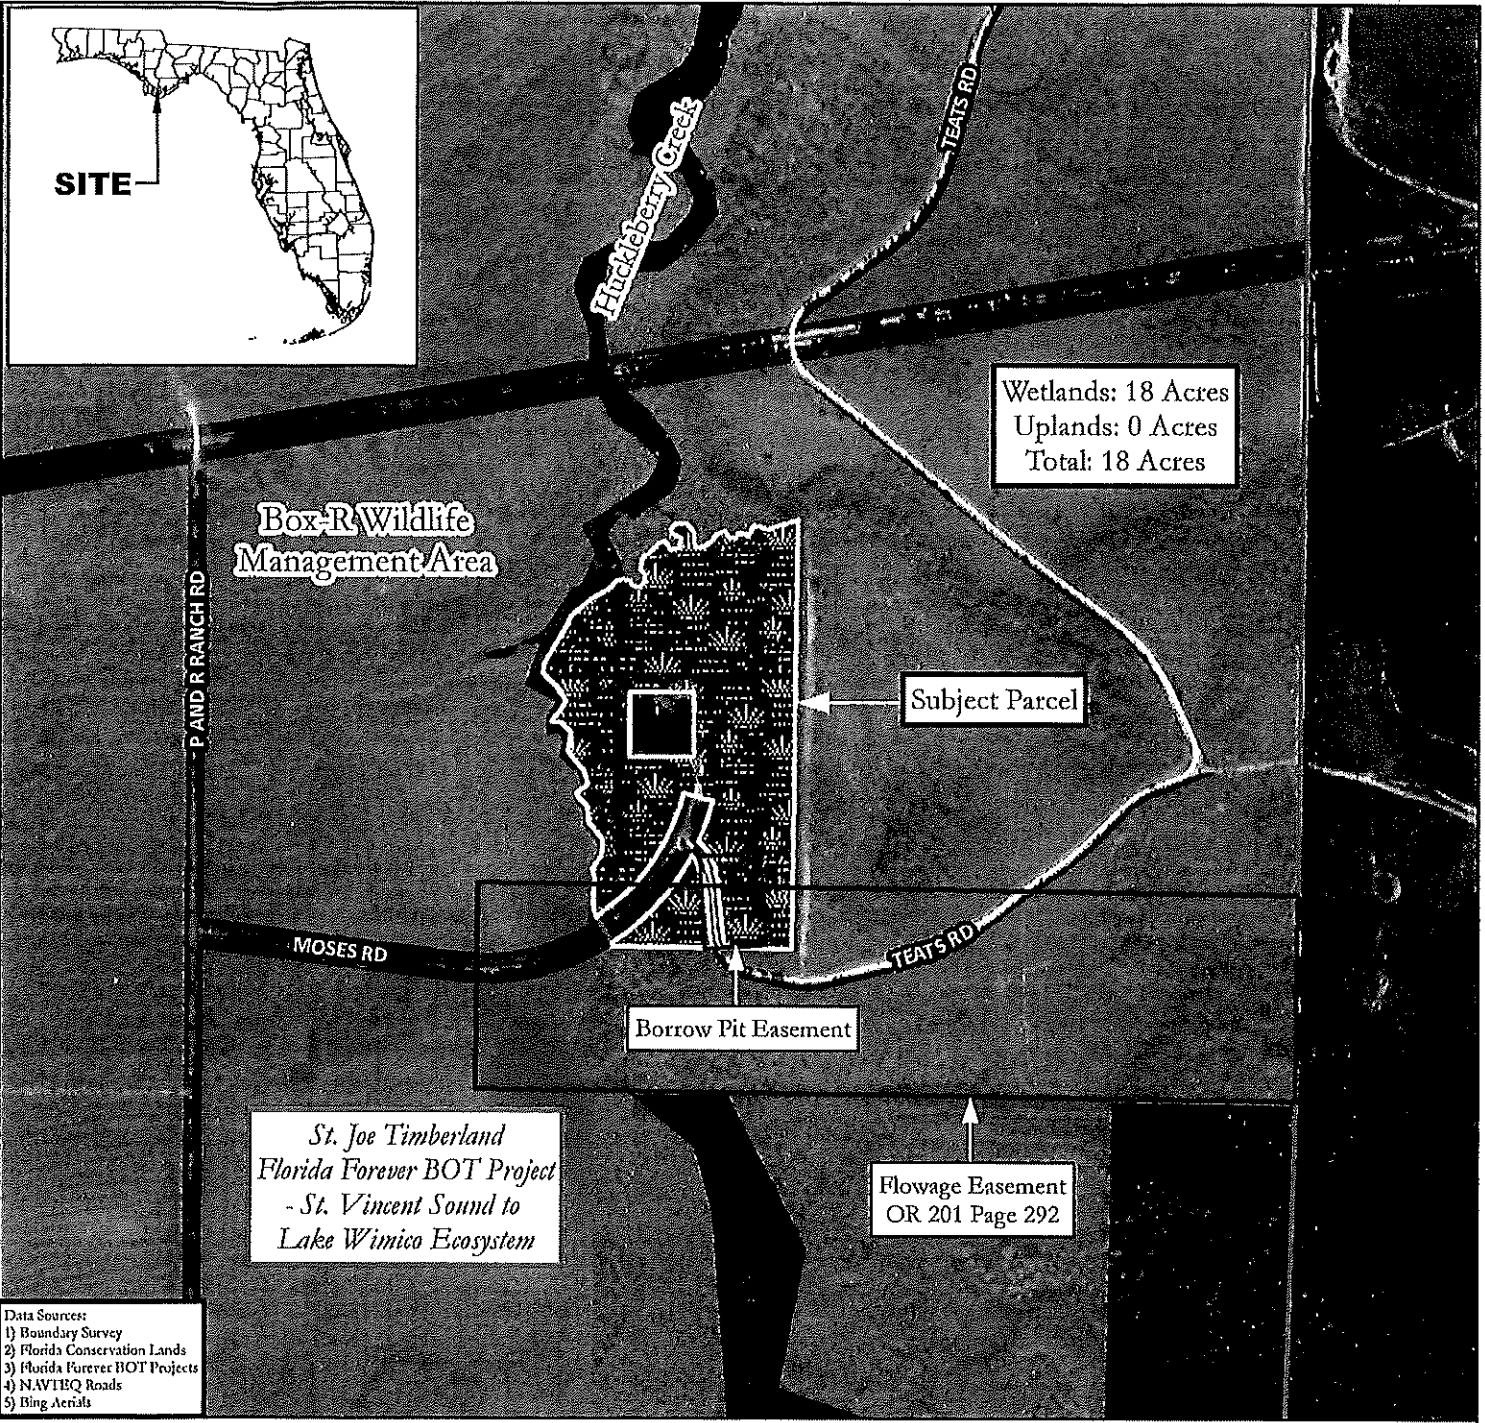 SITE
Huckleberry Creek
TEATS RD
Wetlands: 18 Acres
Uplands: 0 Acres
Total: 18 Acres
Box-R Wildlife
Management Area
P AND R RANCH RD
Subject Parcel
MOSES RD
TEATS RD
Borrow Pit Easement
St. Joe Timberland
Florida Forever BOT Project
- St. Vincent Sound to
Lake Wimico Ecosystem
Flowage Easement
OR 201 Page 292
Data Sources:
1) Boundary Survey
2) Florida Conservation Lands
3) Florida Forever BOT Projects
4) NAVTEQ Roads
5) Bing Aerials